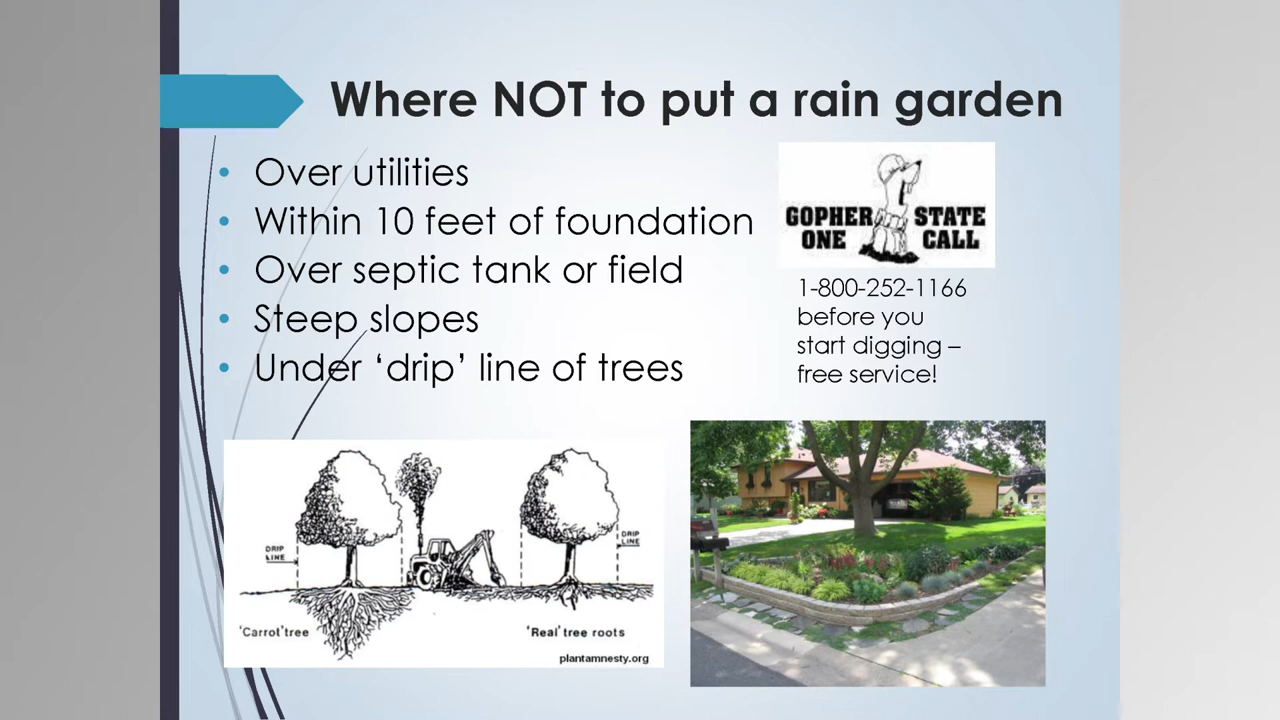 Where NOT to put a rain garden
• Over utilities
• Within 10 feet of foundation
• Over septic tank or field
• Steep slopes
• Under ‘drip’ line of trees
GOPHER STATE
ONE CALL
1-800-252-1166
before you
start digging –
free service!
DRIP
LINE
DRIP
LINE
'Carrot' tree
'Real' tree roots
plantamnesty.org